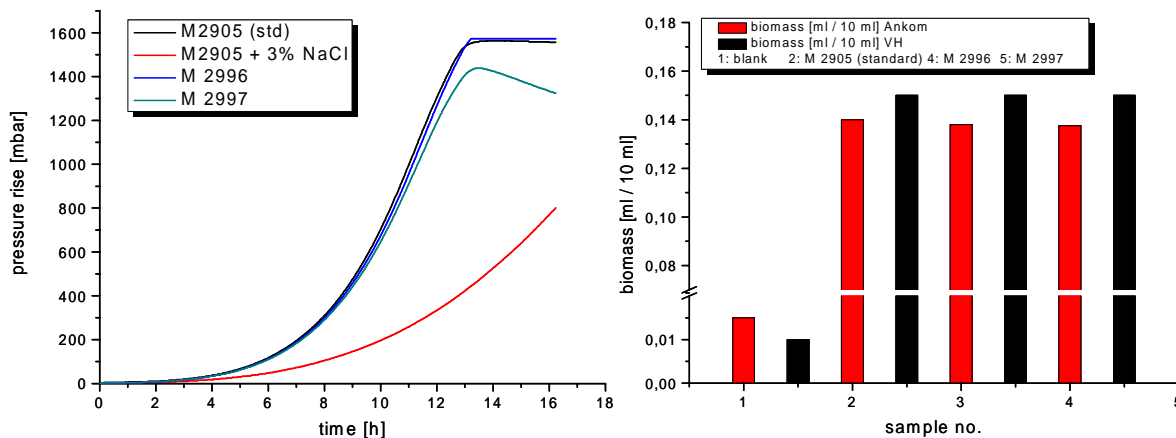 M2905 (std)
M2905 + 3% NaCl
M 2996
M 2997
pressure rise [mbar]
1600
1400
1200
1000
800
600
400
200
0
0 2 4 6 8 10 12 14 16 18
time [h]
biomass [ml / 10 ml] Ankom
biomass [ml / 10 ml] VH
1: blank 2: M 2905 (standard) 4: M 2996 5: M 2997
biomass [ml / 10 ml]
0,18
0,16
0,14
0,12
0,10
0,08
0,01
0,00
1 2 3 4 5
sample no.